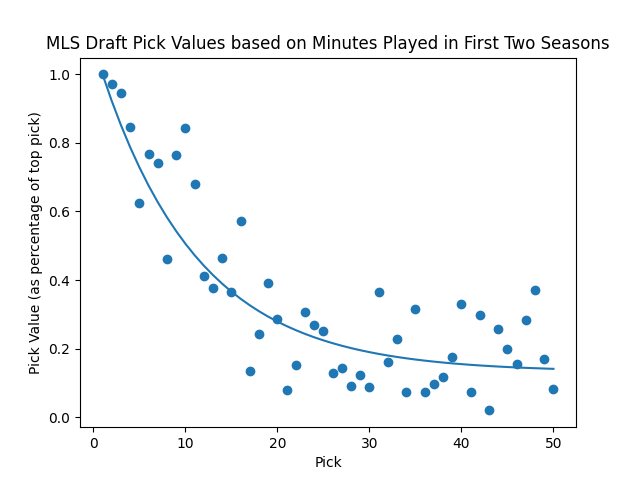 MLS Draft Pick Values based on Minutes Played in First Two Seasons
Pick Value (as percentage of top pick)
1.0
0.8
0.6
0.4
0.2
0.0
0 10 20 30 40 50
Pick